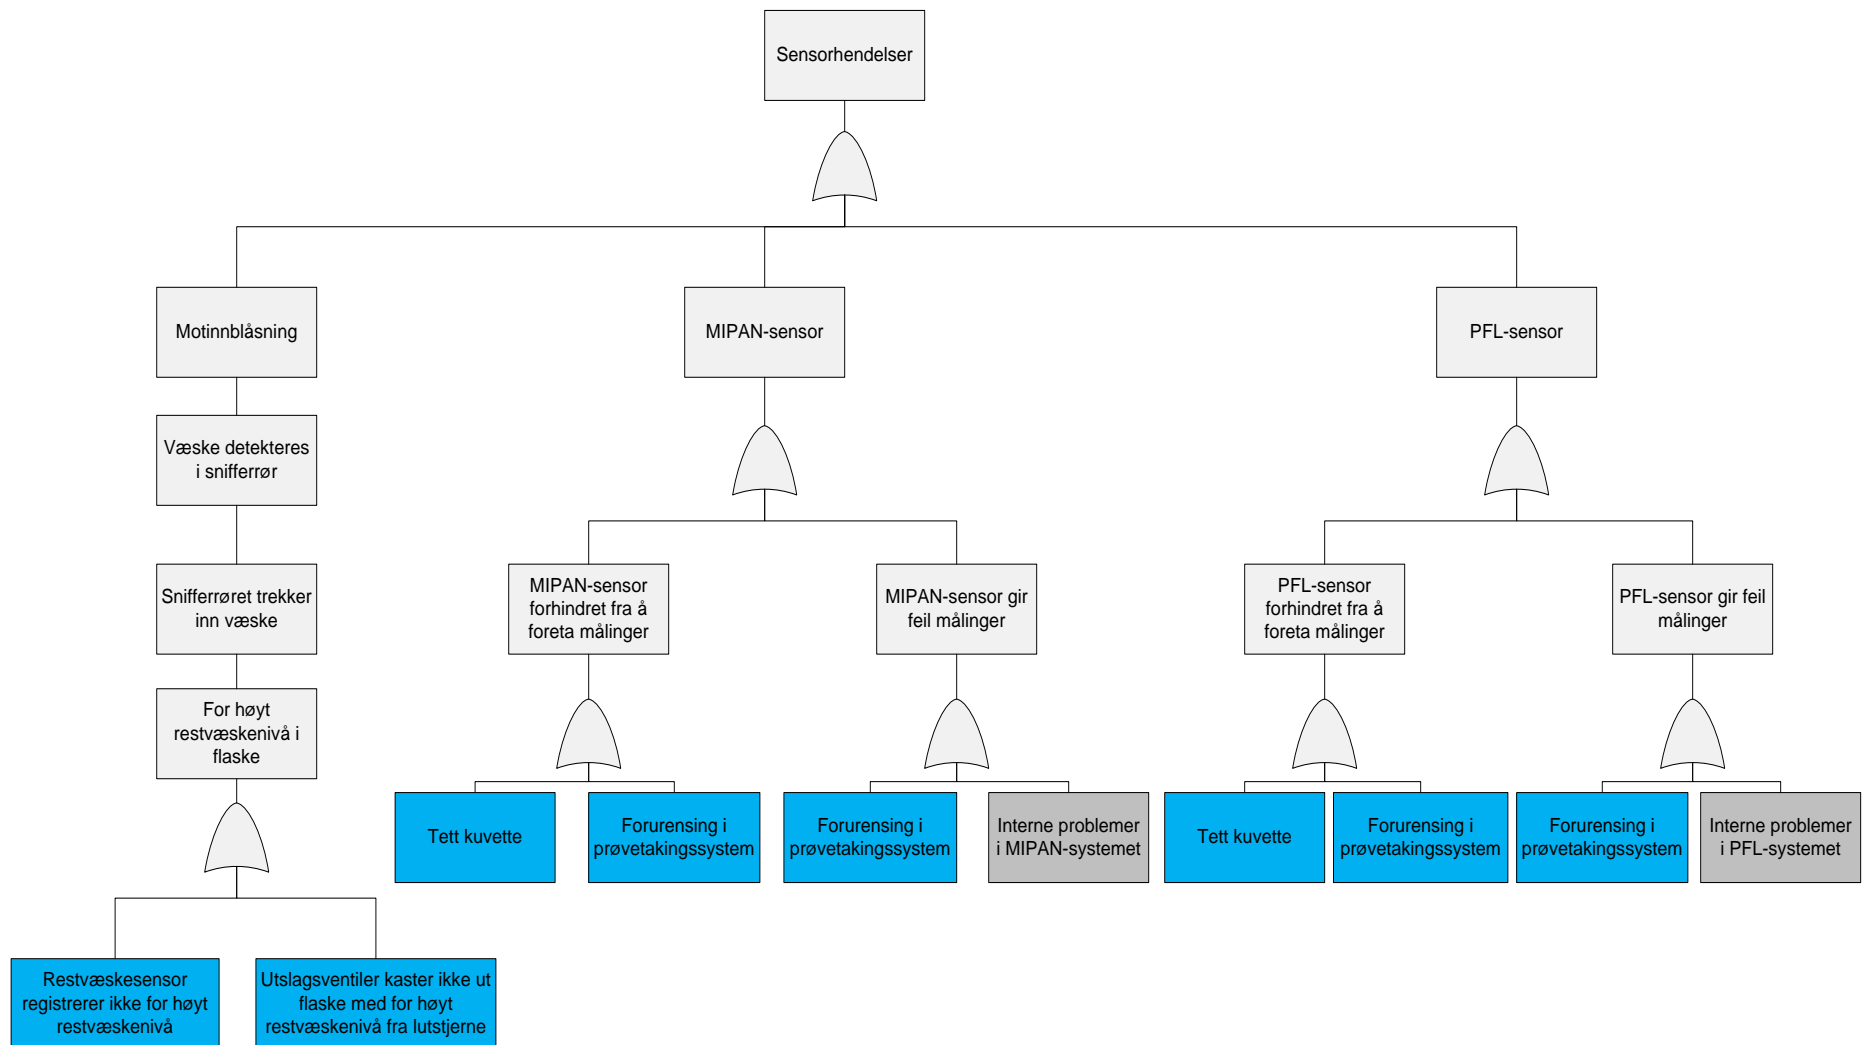 Sensorhendelser
Motinnblåsning
MIPAN-sensor
PFL-sensor
Væske detekteres
i snifferrør
Snifferrøret trekker
inn væske
MIPAN-sensor
forhindret fra å
foreta målinger
MIPAN-sensor gir
feil målinger
PFL-sensor
forhindret fra å
foreta målinger
PFL-sensor gir feil
målinger
For høyt
restvæskenivå i
flaske
Tett kuvette
Forurensing i
prøvetakingssystem
Forurensing i
prøvetakingssystem
Interne problemer
i MIPAN-systemet
Tett kuvette
Forurensing i
prøvetakingssystem
Forurensing i
prøvetakingssystem
Interne problemer
i PFL-systemet
Restvæskesensor
registrerer ikke for høyt
restvæskenivå
Utslagsventiler kaster ikke ut
flaske med for høyt
restvæskenivå fra lutstjerne